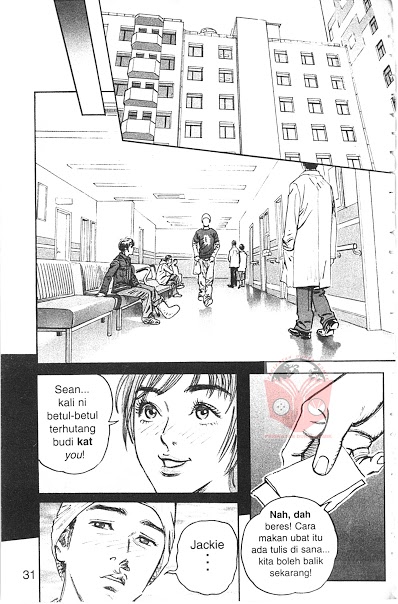 Sean...
kali ni
betul-betul
terhutang
budi kat
you!
Nah, dah
beres! Cara
makan ubat itu
ada tulis di sana...
kita boleh balik
sekarang!
Jackie
...
31